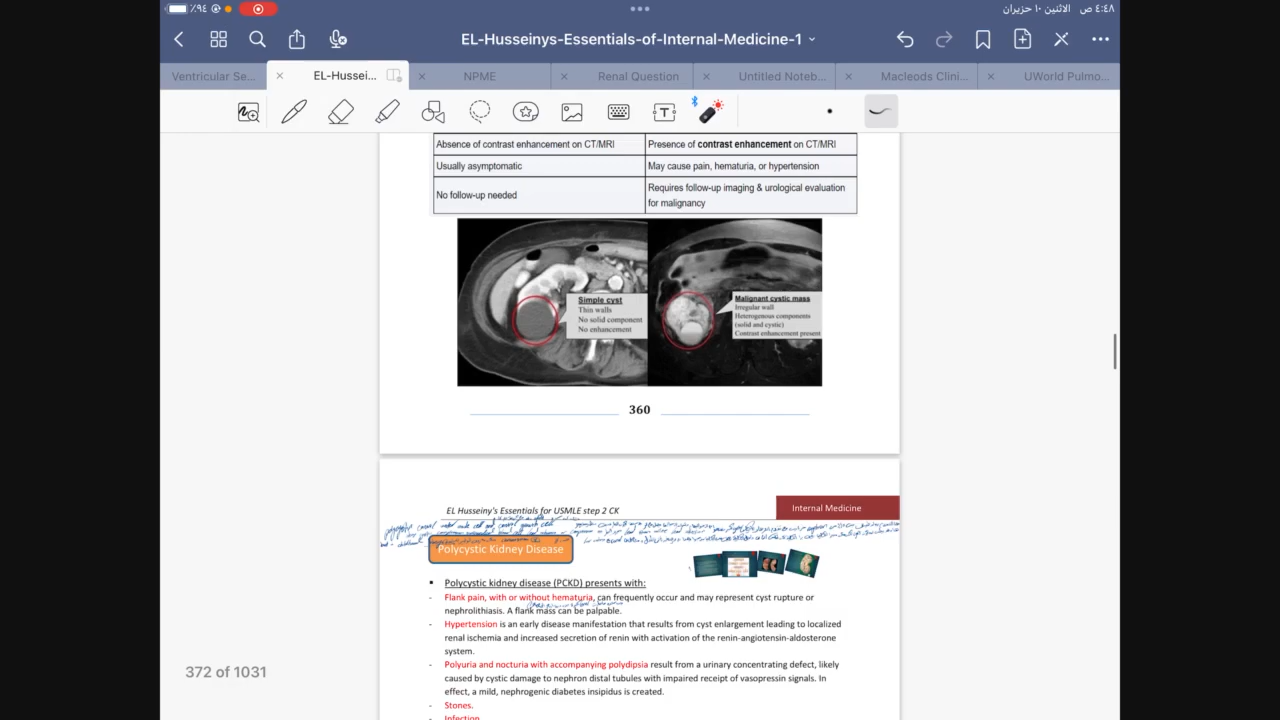 ٪٩٤
٤:٤٨ ص الاثنين ١٠ حزيران
EL-Husseinys-Essentials-of-Internal-Medicine-1
Ventricular Se...
EL-Hussei...
NPME
Renal Question
Untitled Noteb...
Macleods Clini...
UWorld Pulmo...
Absence of contrast enhancement on CT/MRI
Presence of contrast enhancement on CT/MRI
Usually asymptomatic
May cause pain, hematuria, or hypertension
No follow-up needed
Requires follow-up imaging & urological evaluation
for malignancy
Simple cyst
Thin walls
No solid component
No enhancement
Malignant cystic mass
Irregular wall
Heterogenous components
(solid and cystic)
Contrast enhancement present
360
EL Husseiny's Essentials for USMLE step 2 CK
Internal Medicine
Polycystic Kidney Disease
▪ Polycystic kidney disease (PCKD) presents with:
- Flank pain, with or without hematuria, can frequently occur and may represent cyst rupture or
nephrolithiasis. A flank mass can be palpable.
- Hypertension is an early disease manifestation that results from cyst enlargement leading to localized
renal ischemia and increased secretion of renin with activation of the renin-angiotensin-aldosterone
system.
- Polyuria and nocturia with accompanying polydipsia result from a urinary concentrating defect, likely
caused by cystic damage to nephron distal tubules with impaired receipt of vasopressin signals. In
effect, a mild, nephrogenic diabetes insipidus is created.
- Stones.
- Infection
372 of 1031